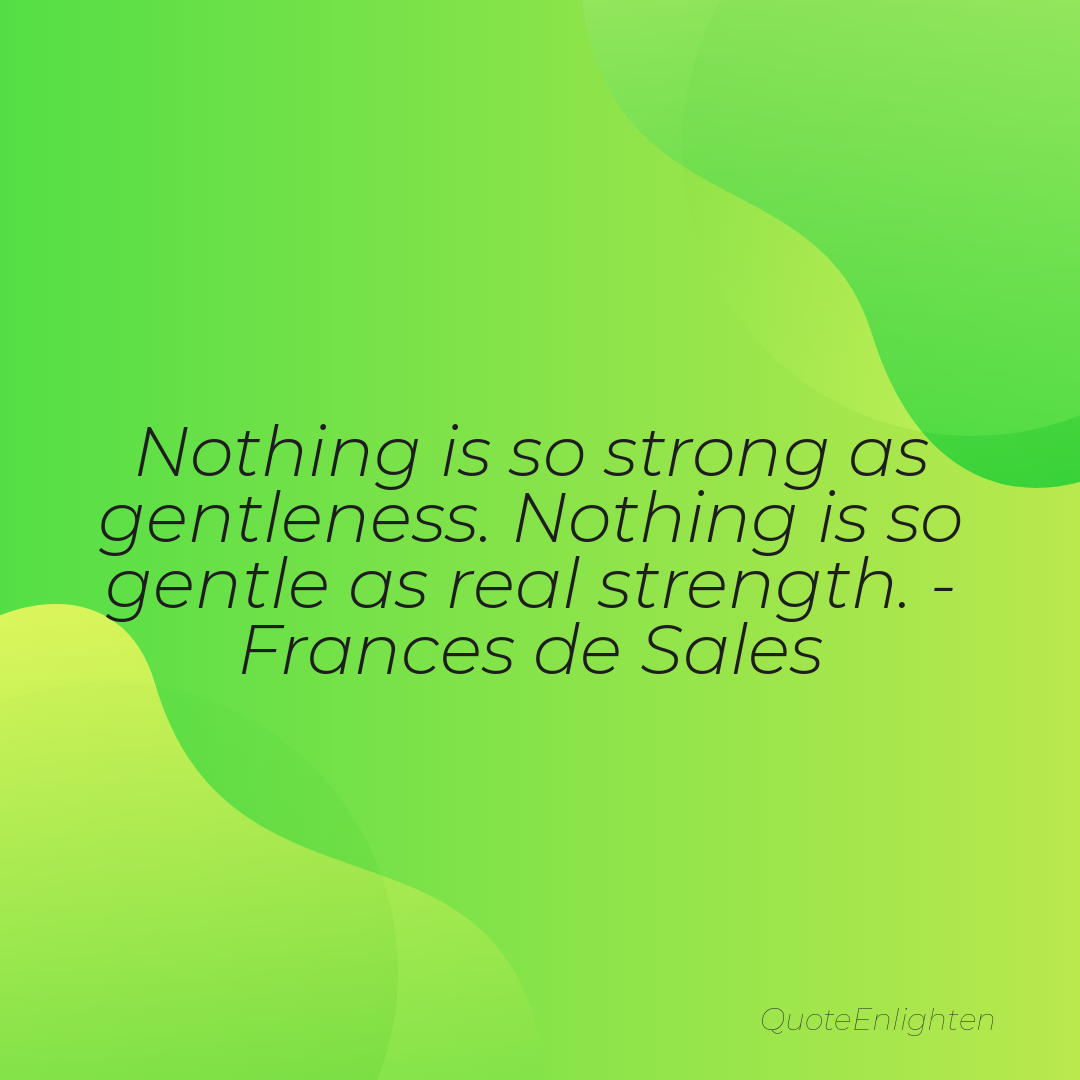 Nothing is so strong as
gentleness. Nothing is so
gentle as real strength. -
Frances de Sales
QuoteEnlighten